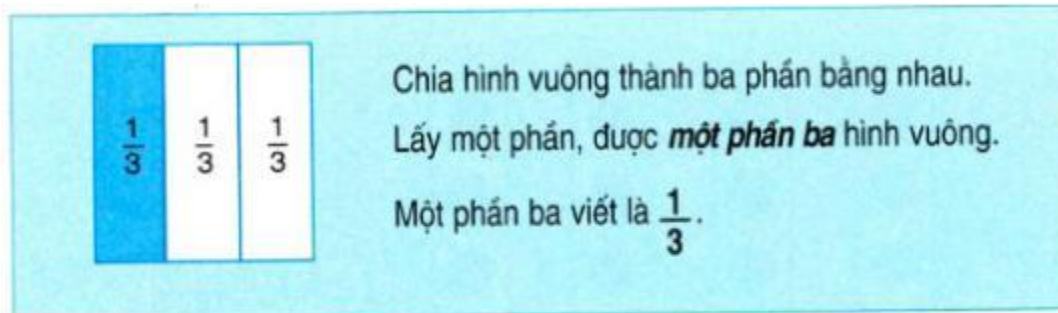 1/3 1/3 1/3
Chia hình vuông thành ba phần bằng nhau.
Lấy một phần, được một phần ba hình vuông.
Một phần ba viết là 1/3.